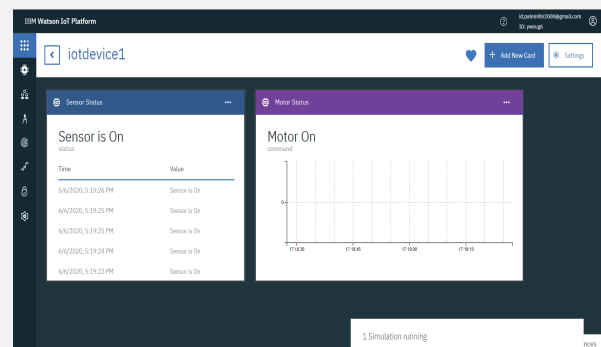 IBM Watson IoT Platform
id.patelnitin2000@gmail.com
ID: ywoug6
iotdevice1
+ Add New Card
Settings
Sensor Status
Sensor is On
status
Time Value
6/6/2020, 5:19:26 PM Sensor is On
6/6/2020, 5:19:25 PM Sensor is On
6/6/2020, 5:19:25 PM Sensor is On
6/6/2020, 5:19:24 PM Sensor is On
6/6/2020, 5:19:22 PM Sensor is On
Motor Status
Motor On
command
0
17:18:30 17:18:45 17:19:00 17:19:15
1 Simulation running
nces